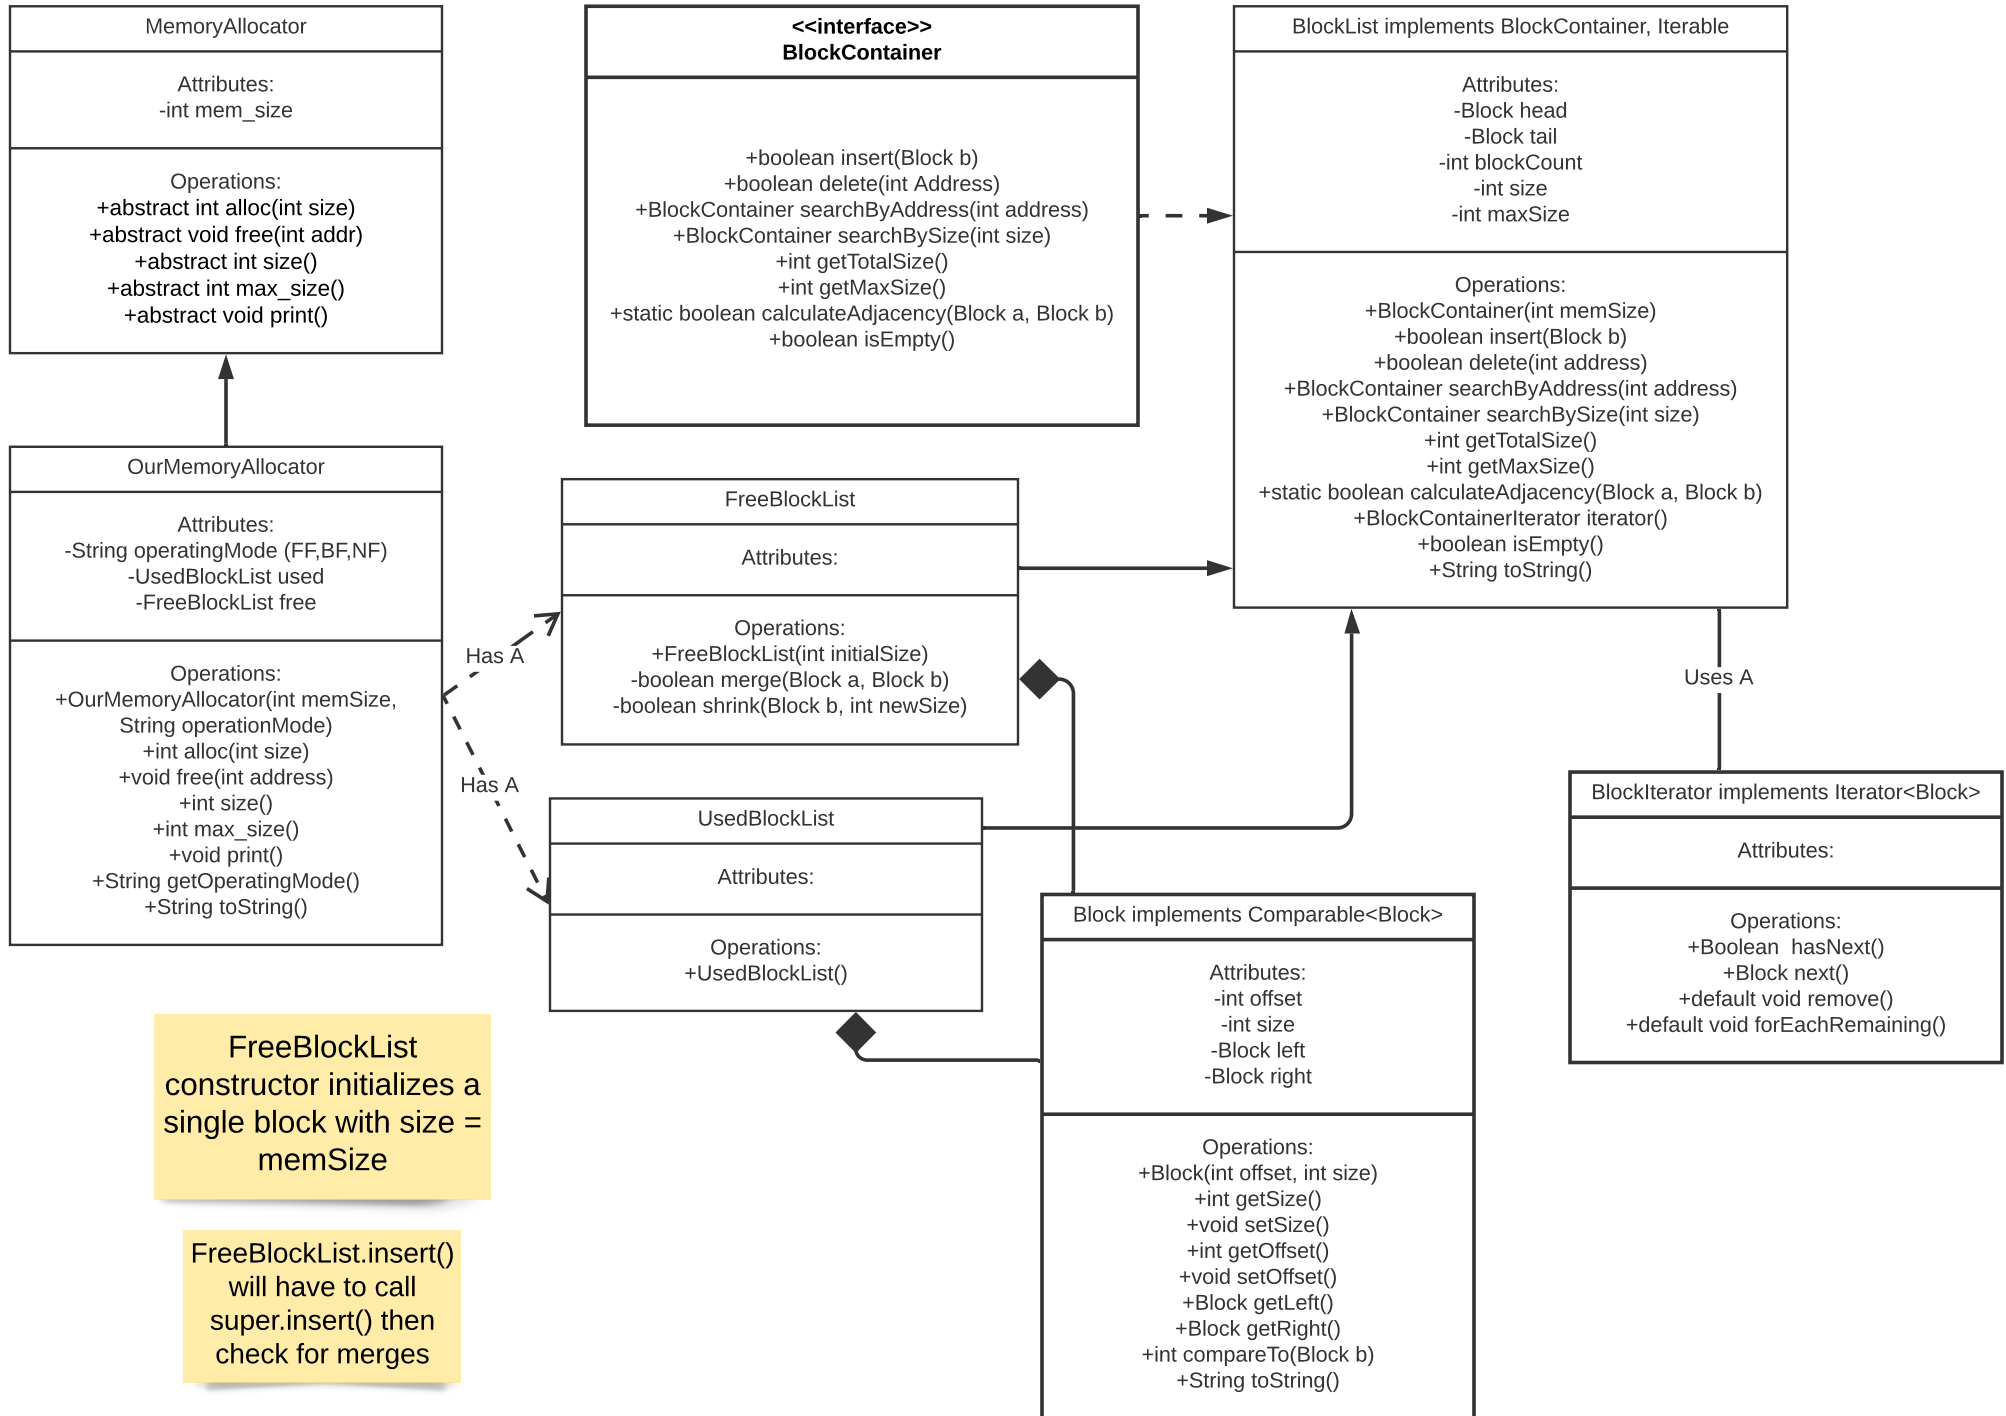 MemoryAllocator
Attributes:
-int mem_size
Operations:
+abstract int alloc(int size)
+abstract void free(int addr)
+abstract int size()
+abstract int max_size()
+abstract void print()
<<interface>>
BlockContainer
+boolean insert(Block b)
+boolean delete(int Address)
+BlockContainer searchByAddress(int address)
+BlockContainer searchBySize(int size)
+int getTotalSize()
+int getMaxSize()
+static boolean calculateAdjacency(Block a, Block b)
+boolean isEmpty()
BlockList implements BlockContainer, Iterable
Attributes:
-Block head
-Block tail
-int blockCount
-int size
-int maxSize
Operations:
+BlockContainer(int memSize)
+boolean insert(Block b)
+boolean delete(int address)
+BlockContainer searchByAddress(int address)
+BlockContainer searchBySize(int size)
+int getTotalSize()
+int getMaxSize()
+static boolean calculateAdjacency(Block a, Block b)
+BlockContainerIterator iterator()
+boolean isEmpty()
+String toString()
OurMemoryAllocator
Attributes:
-String operatingMode (FF,BF,NF)
-UsedBlockList used
-FreeBlockList free
Operations:
+OurMemoryAllocator(int memSize,
String operationMode)
+int alloc(int size)
+void free(int address)
+int size()
+int max_size()
+void print()
+String getOperatingMode()
+String toString()
Has A
Has A
FreeBlockList
Attributes:
Operations:
+FreeBlockList(int initialSize)
-boolean merge(Block a, Block b)
-boolean shrink(Block b, int newSize)
UsedBlockList
Attributes:
Operations:
+UsedBlockList()
Uses A
BlockIterator implements Iterator<Block>
Attributes:
Operations:
+Boolean  hasNext()
+Block next()
+default void remove()
+default void forEachRemaining()
Block implements Comparable<Block>
Attributes:
-int offset
-int size
-Block left
-Block right
Operations:
+Block(int offset, int size)
+int getSize()
+void setSize()
+int getOffset()
+void setOffset()
+Block getLeft()
+Block getRight()
+int compareTo(Block b)
+String toString()
FreeBlockList
constructor initializes a
single block with size =
memSize
FreeBlockList.insert()
will have to call
super.insert() then
check for merges